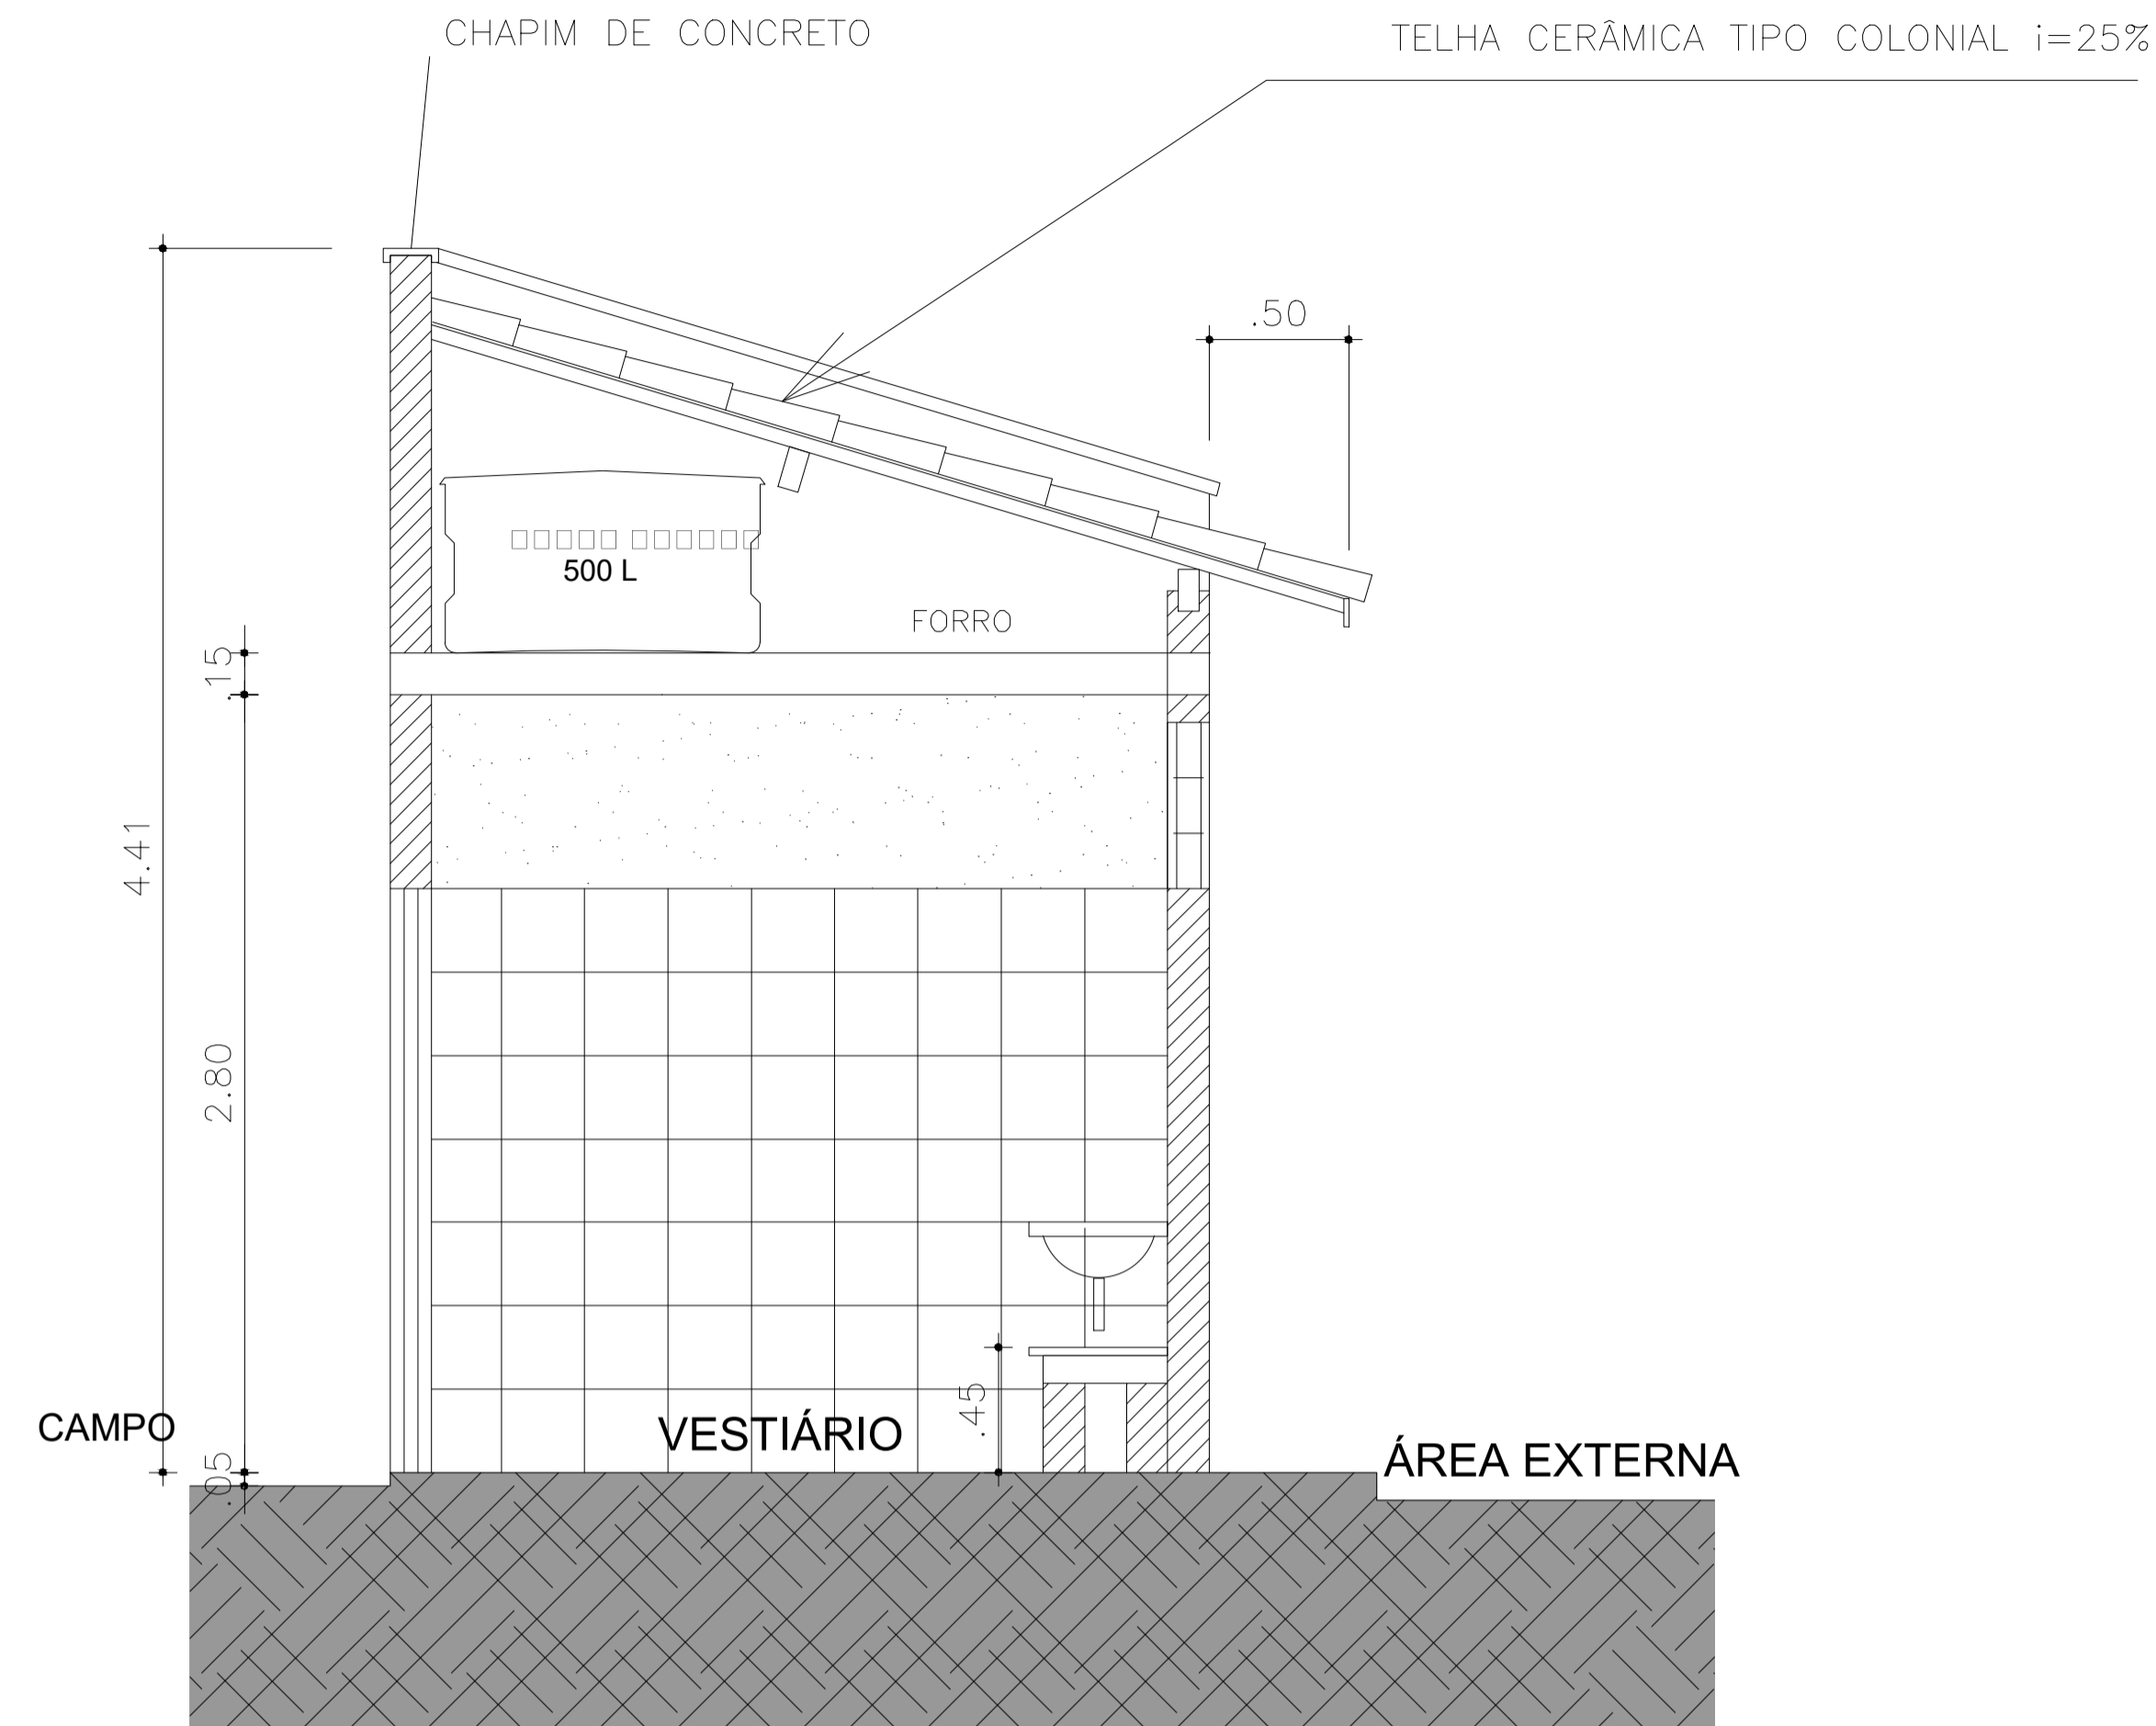 CHAPIM DE CONCRETO
TELHA CERÂMICA TIPO COLONIAL i=25%
.50
500 L
FORRO
.15
4.41
2.80
.45
CAMPO
VESTIÁRIO
.05
ÁREA EXTERNA